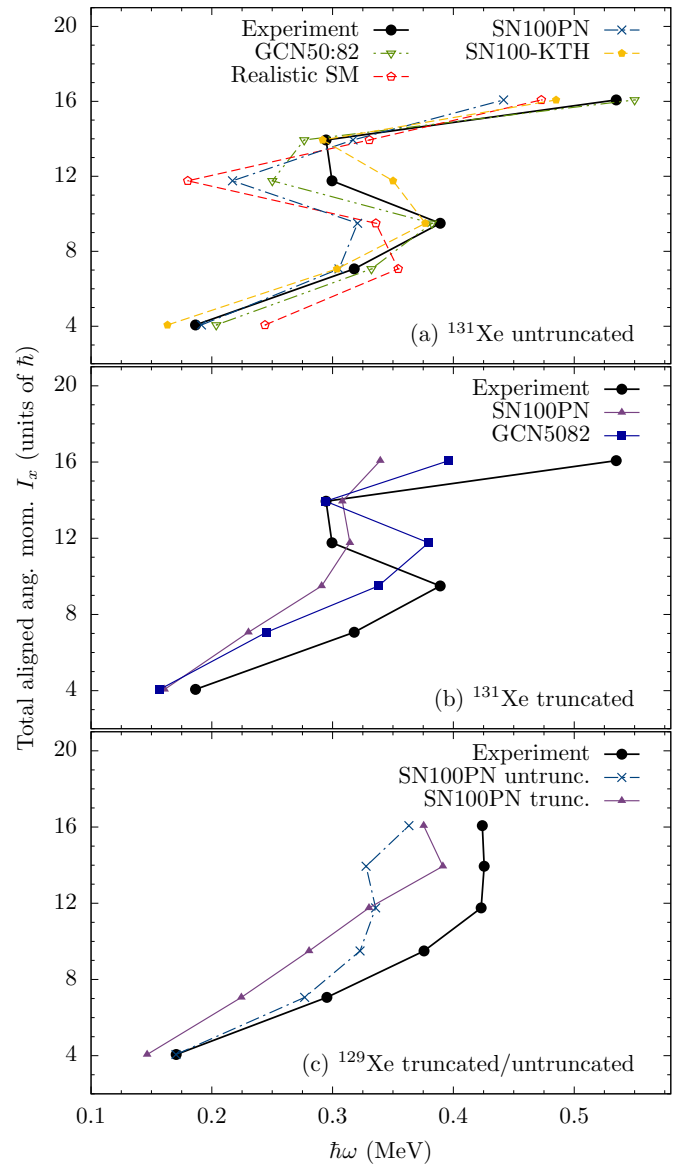 Total aligned ang. mom. Iₓ (units of ħ)
20
16
12
8
4
Experiment
GCN50:82
Realistic SM
SN100PN
SN100-KTH
(a) ¹³¹Xe untruncated
20
16
12
8
4
Experiment
SN100PN
GCN5082
(b) ¹³¹Xe truncated
20
16
12
8
4
0
Experiment
SN100PN untrunc.
SN100PN trunc.
(c) ¹²⁹Xe truncated/untruncated
0.1 0.2 0.3 0.4 0.5
ħω (MeV)